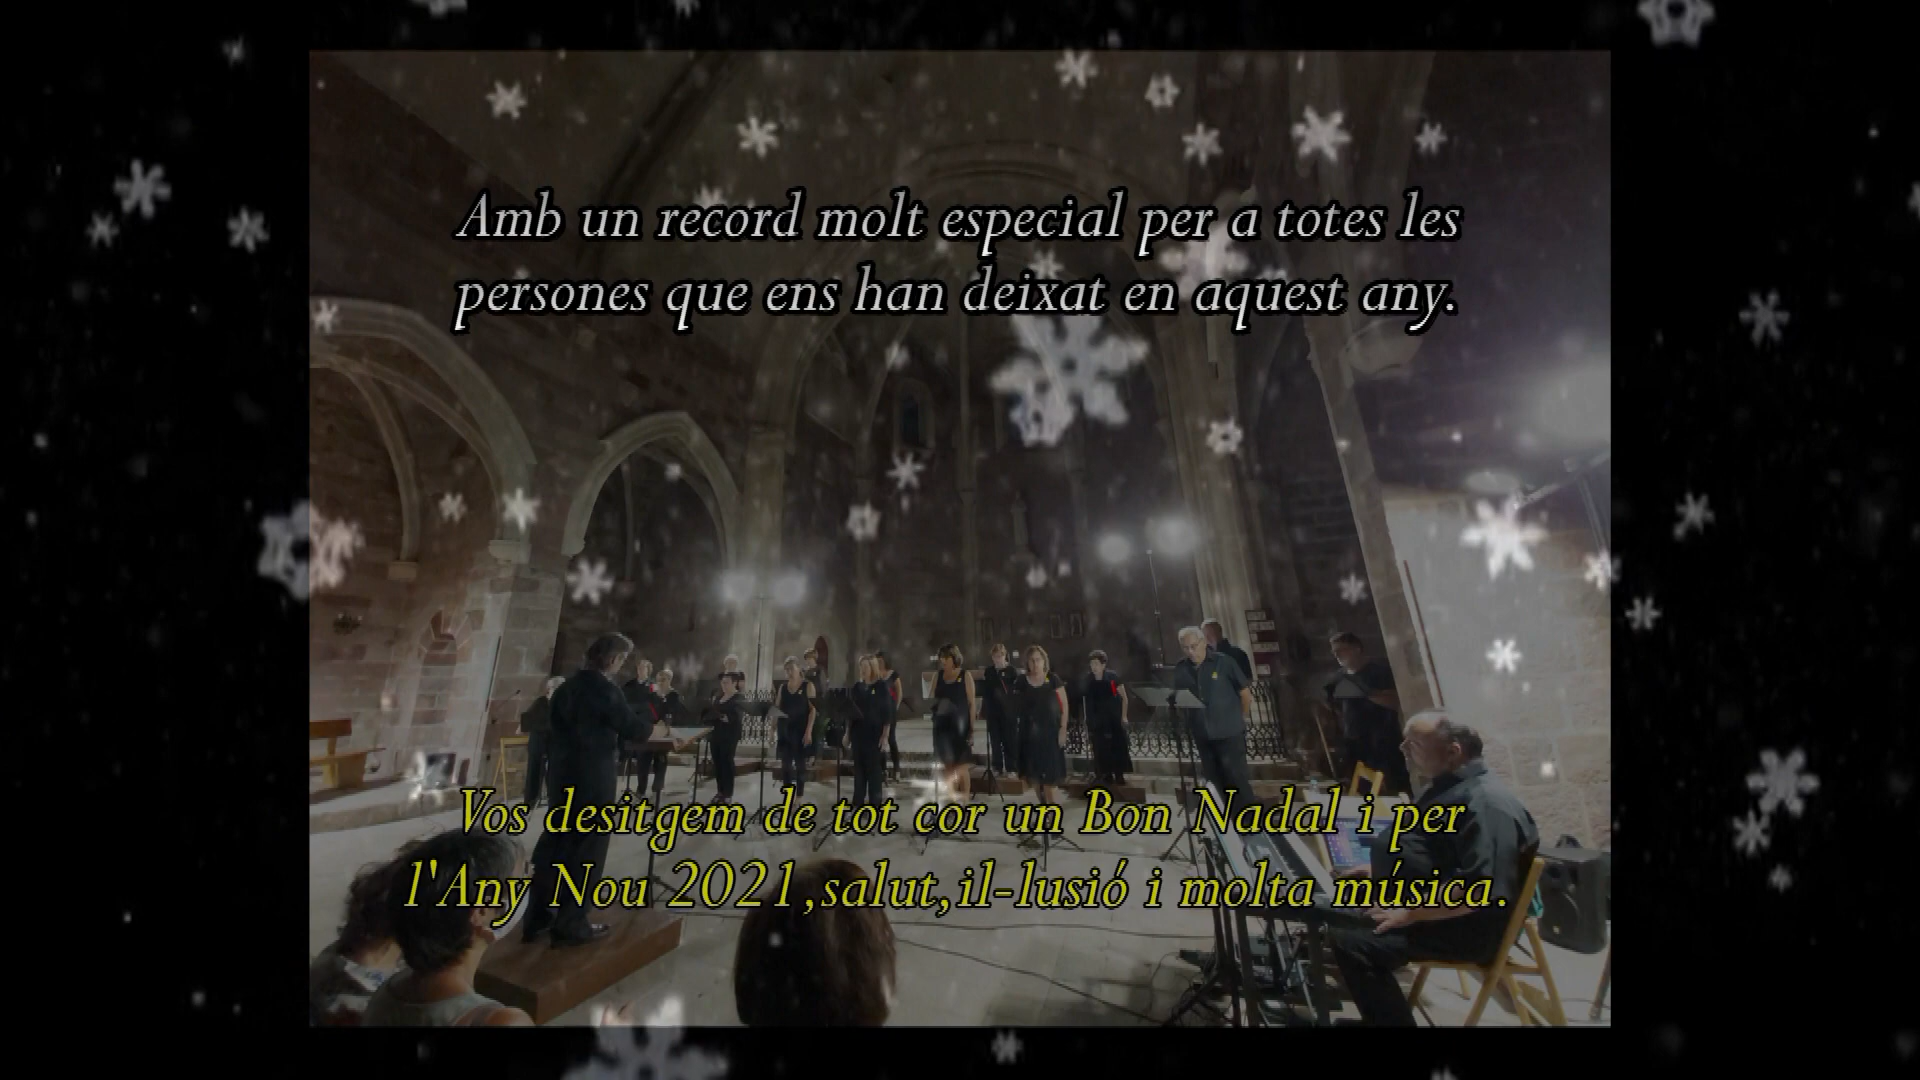 Amb un record molt especial per a totes les
persones que ens han deixat en aquest any.
Vos desitgem de tot cor un Bon Nadal i per
l'Any Nou 2021,salut,il-lusió i molta música.